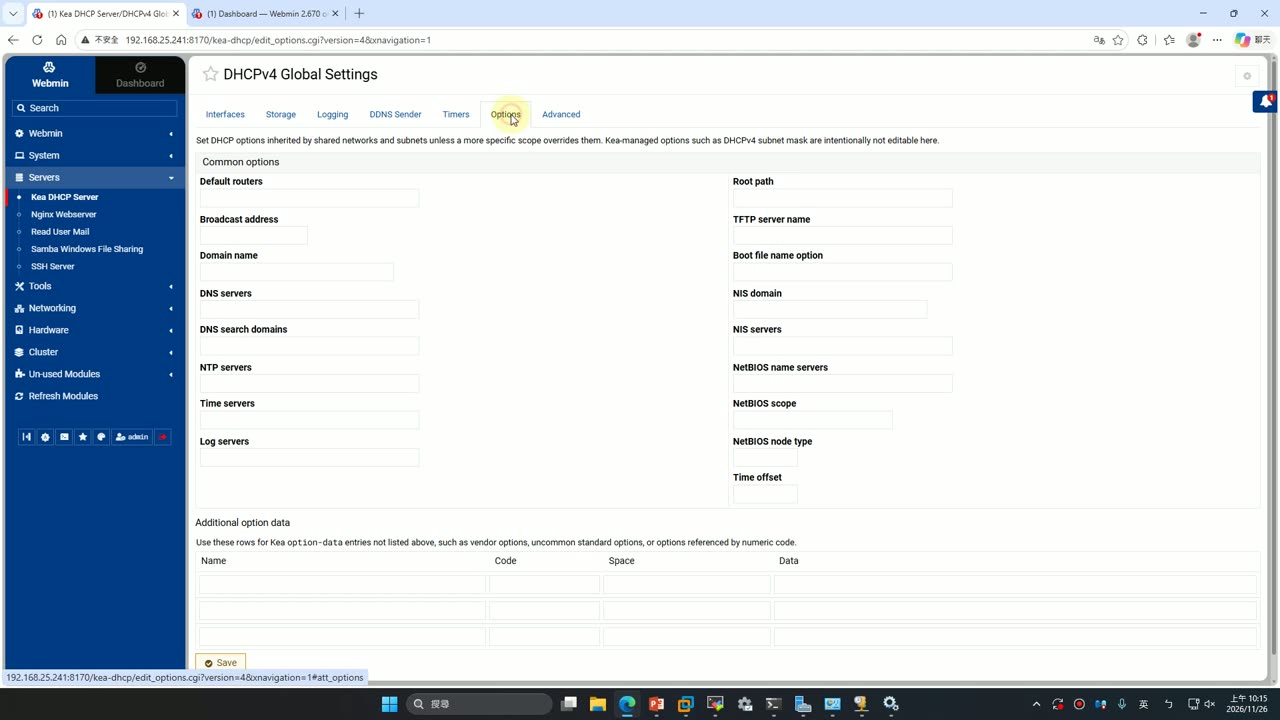 (1) Kea DHCP Server/DHCPv4 Glo
(1) Dashboard — Webmin 2.670 o
不安全
192.168.25.241:8170/kea-dhcp/edit_options.cgi?version=4&xnavigation=1
聊天
Webmin
Dashboard
Search
Webmin
System
Servers
Kea DHCP Server
Nginx Webserver
Read User Mail
Samba Windows File Sharing
SSH Server
Tools
Networking
Hardware
Cluster
Un-used Modules
Refresh Modules
admin
DHCPv4 Global Settings
Interfaces
Storage
Logging
DDNS Sender
Timers
Options
Advanced
Set DHCP options inherited by shared networks and subnets unless a more specific scope overrides them. Kea-managed options such as DHCPv4 subnet mask are intentionally not editable here.
Common options
Default routers
Root path
Broadcast address
TFTP server name
Domain name
Boot file name option
DNS servers
NIS domain
DNS search domains
NIS servers
NTP servers
NetBIOS name servers
Time servers
NetBIOS scope
Log servers
NetBIOS node type
Time offset
Additional option data
Use these rows for Kea option-data entries not listed above, such as vendor options, uncommon standard options, or options referenced by numeric code.
Name
Code
Space
Data
Save
192.168.25.241:8170/kea-dhcp/edit_options.cgi?version=4&xnavigation=1#att_options
搜尋
英
上午 10:15
2026/11/26